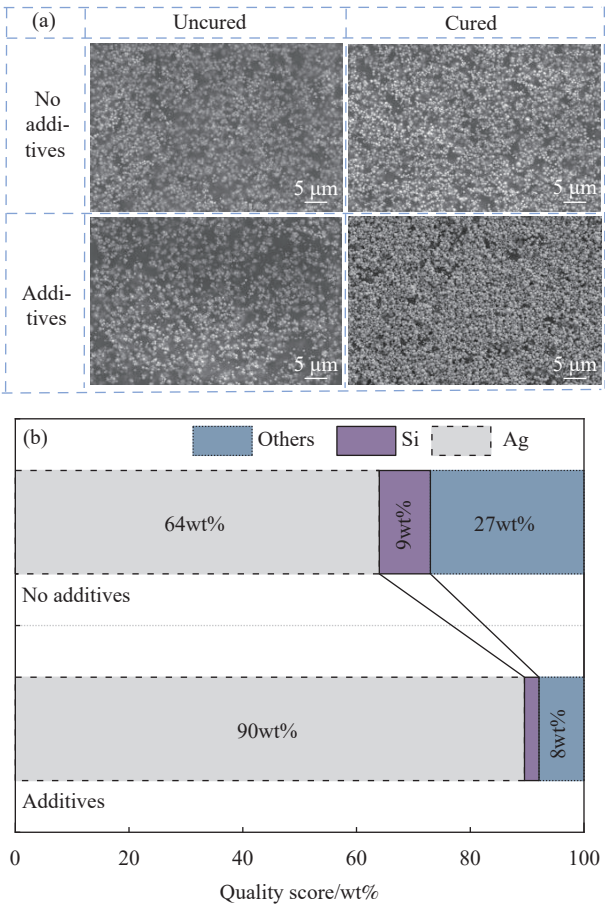 (a)
Uncured
Cured
No
addi-
tives
5 μm
5 μm
Addi-
tives
5 μm
5 μm
(b)
Others
Si
Ag
64wt%
9wt%
27wt%
No additives
90wt%
8wt%
Additives
0
20
40
60
80
100
Quality score/wt%